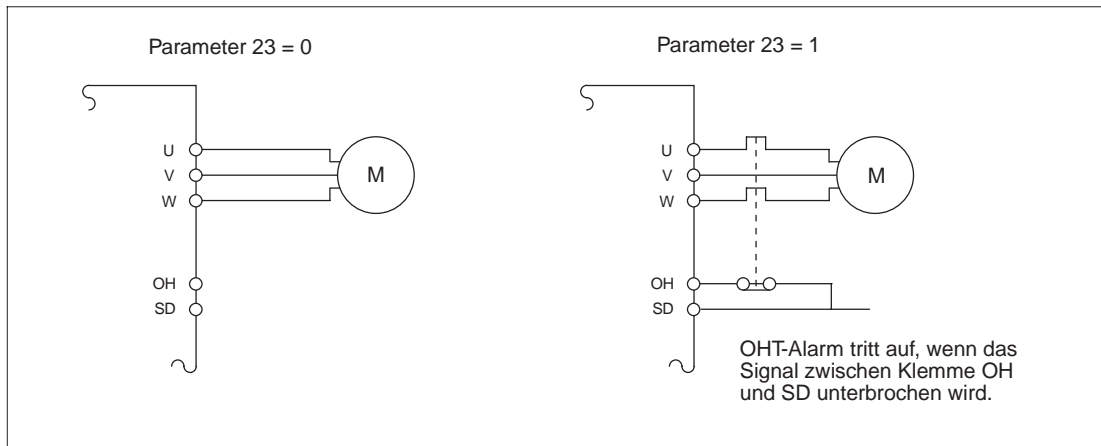 Parameter 23 = 0
U
V
W
M
OH
SD
Parameter 23 = 1
U
V
W
M
OH
SD
OHT-Alarm tritt auf, wenn das
Signal zwischen Klemme OH
und SD unterbrochen wird.